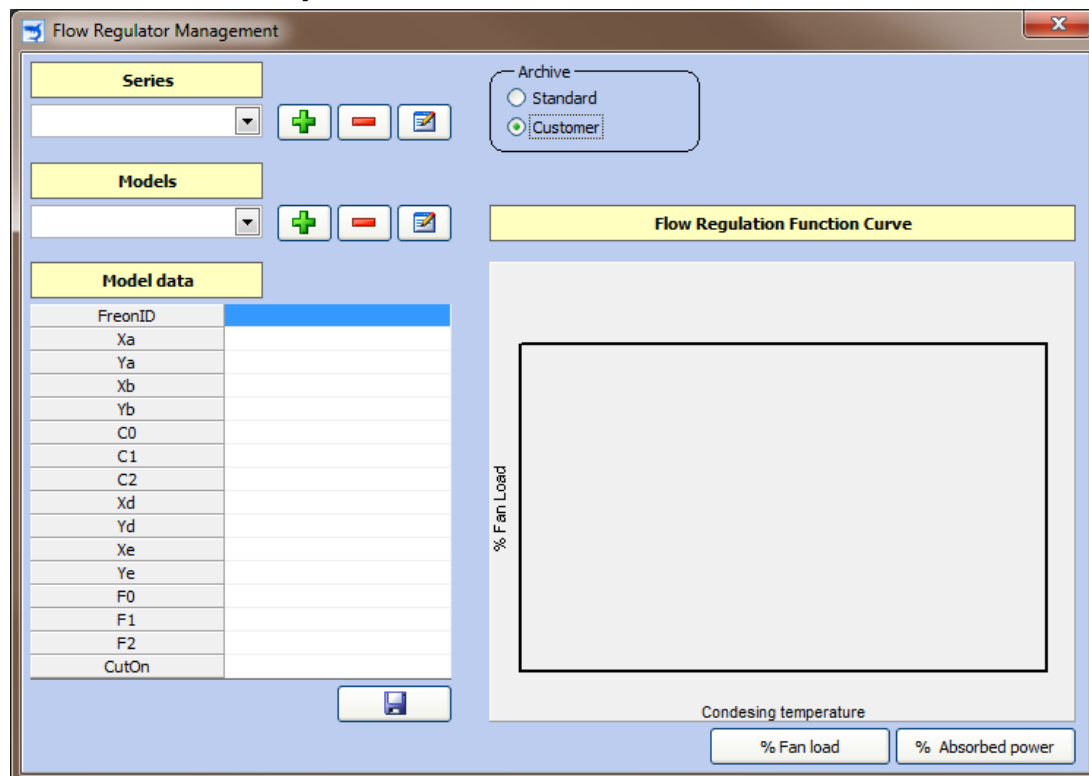 Flow Regulator Management
Series
Archive
Standard
Customer
Models
Flow Regulation Function Curve
Model data
FreonID
Xa
Ya
Xb
Yb
C0
C1
C2
Xd
Yd
Xe
Ye
F0
F1
F2
CutOn
% Fan Load
Condesing temperature
% Fan load
% Absorbed power